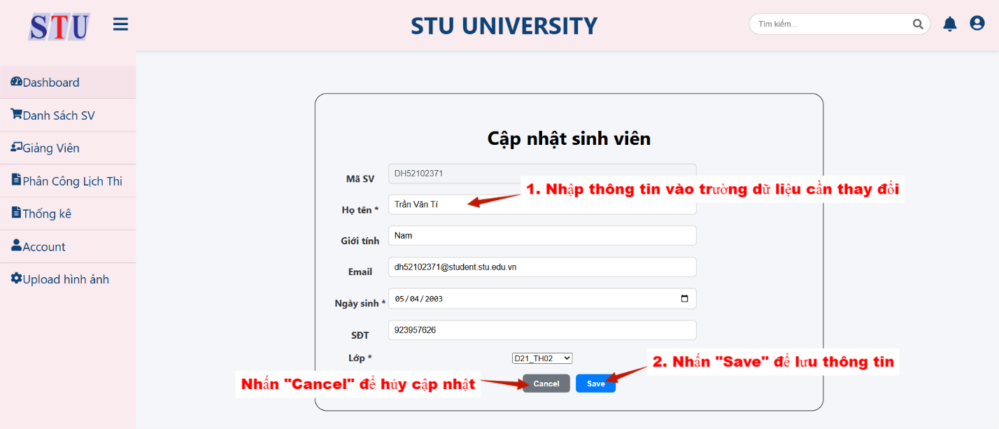 STU
STU UNIVERSITY
Tìm kiếm...
Dashboard
Danh Sách SV
Giảng Viên
Phân Công Lịch Thi
Thống kê
Account
Upload hình ảnh
Cập nhật sinh viên
Mã SV
DH52102371
1. Nhập thông tin vào trường dữ liệu cần thay đổi
Họ tên *
Trần Văn Tí
Giới tính
Nam
Email
dh52102371@student.stu.edu.vn
Ngày sinh *
05/04/2003
SĐT
923957626
Lớp *
D21_TH02
2. Nhấn "Save" để lưu thông tin
Nhấn "Cancel" để hủy cập nhật
Cancel
Save